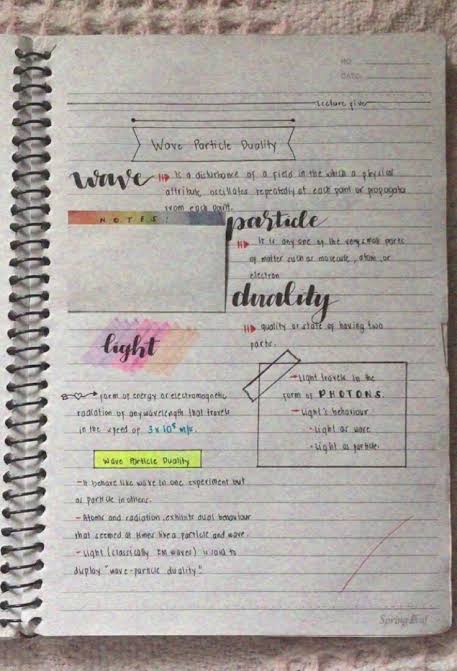 NO:
DATE:
Lecture five
Wave Particle Duality
wave
Is a disturbance of a field in the which a physical
attribute oscillates repeatedly at each point or propagates
from each point.
NOTES:
particle
It is any one of the very small parts
of matter such as molecule, atom, or
electron
duality
quality or state of having two
parts.
light
form of energy or electromagnetic
radiation of any wavelength that travels
in the speed of 3x10⁸ m/s.
Light travels in the
form of PHOTONS.
Light's behaviour
Light as wave
Light as particle.
Wave Particle Duality
- It behave like wave in one experiment but
as particle in others.
- Atomic and radiation exhibits dual behaviour
that seemed at times like a particle and wave.
- Light (classically EM waves) is said to
display "wave-particle duality"
Spring Leaf